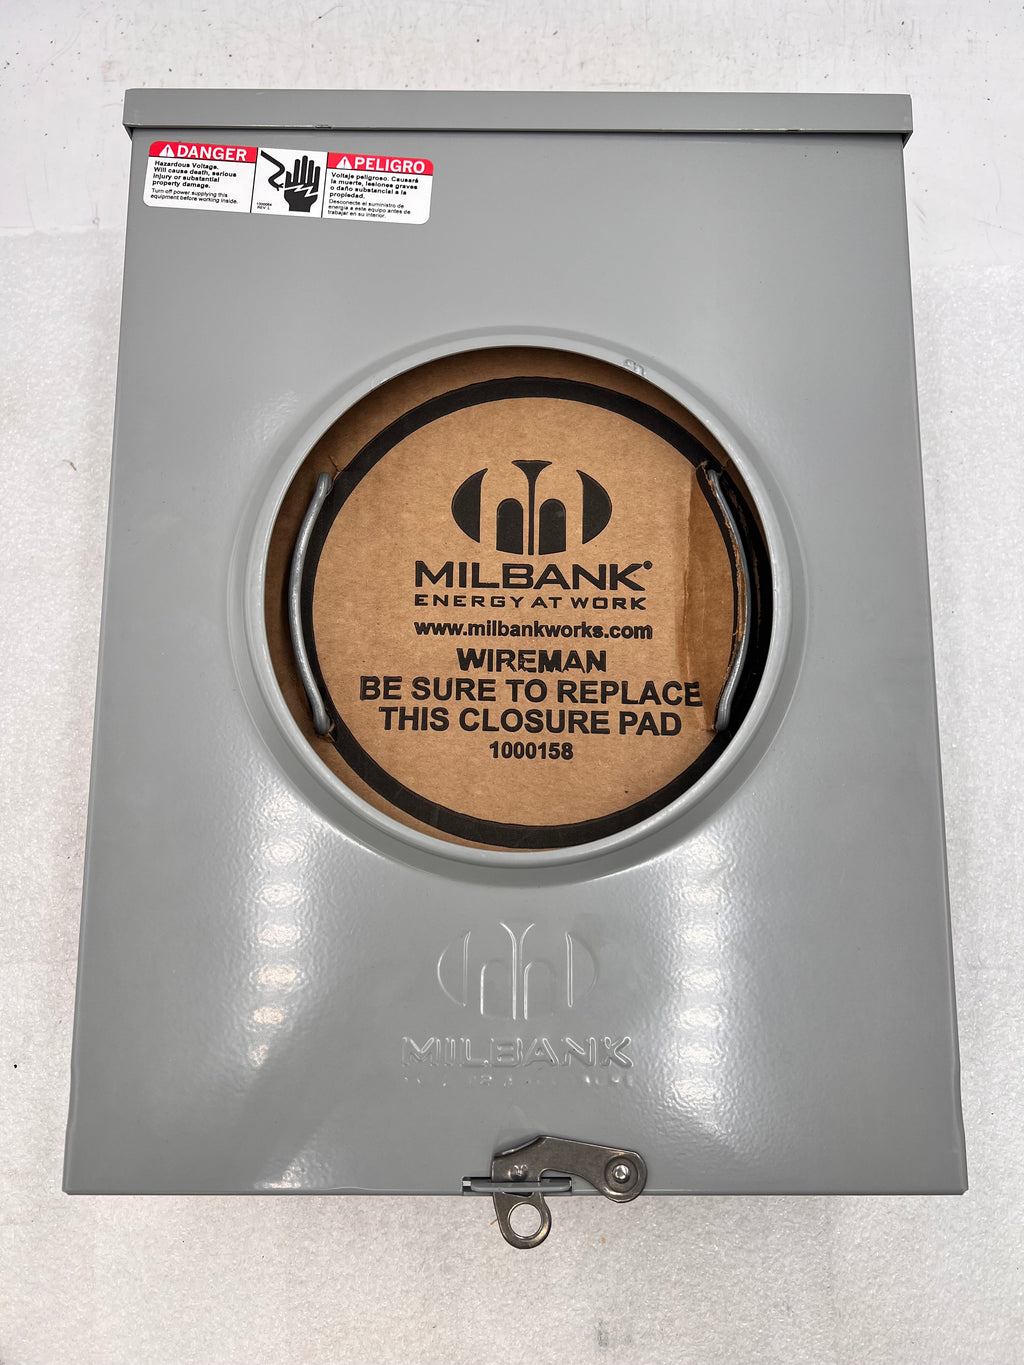 DANGER
Hazardous Voltage.
Will cause death, serious
injury or substantial
property damage.
Turn off power supplying this
equipment before working inside.
1000084
REV. L
PELIGRO
Voltaje peligroso. Causará
la muerte, lesiones graves
o daño substancial a la
propiedad.
Desconecte el suministro de
energía a este equipo antes de
trabajar en su interior.
MILBANK®
ENERGY AT WORK
www.milbankworks.com
WIREMAN
BE SURE TO REPLACE
THIS CLOSURE PAD
1000158
MILBANK